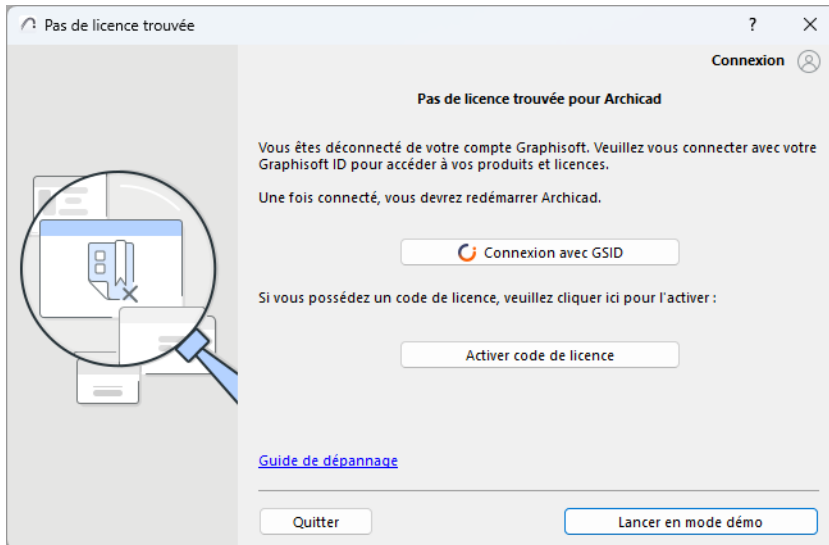 Pas de licence trouvée
?
Connexion
Pas de licence trouvée pour Archicad
Vous êtes déconnecté de votre compte Graphisoft. Veuillez vous connecter avec votre
Graphisoft ID pour accéder à vos produits et licences.
Une fois connecté, vous devrez redémarrer Archicad.
Connexion avec GSID
Si vous possédez un code de licence, veuillez cliquer ici pour l'activer :
Activer code de licence
Guide de dépannage
Quitter
Lancer en mode démo